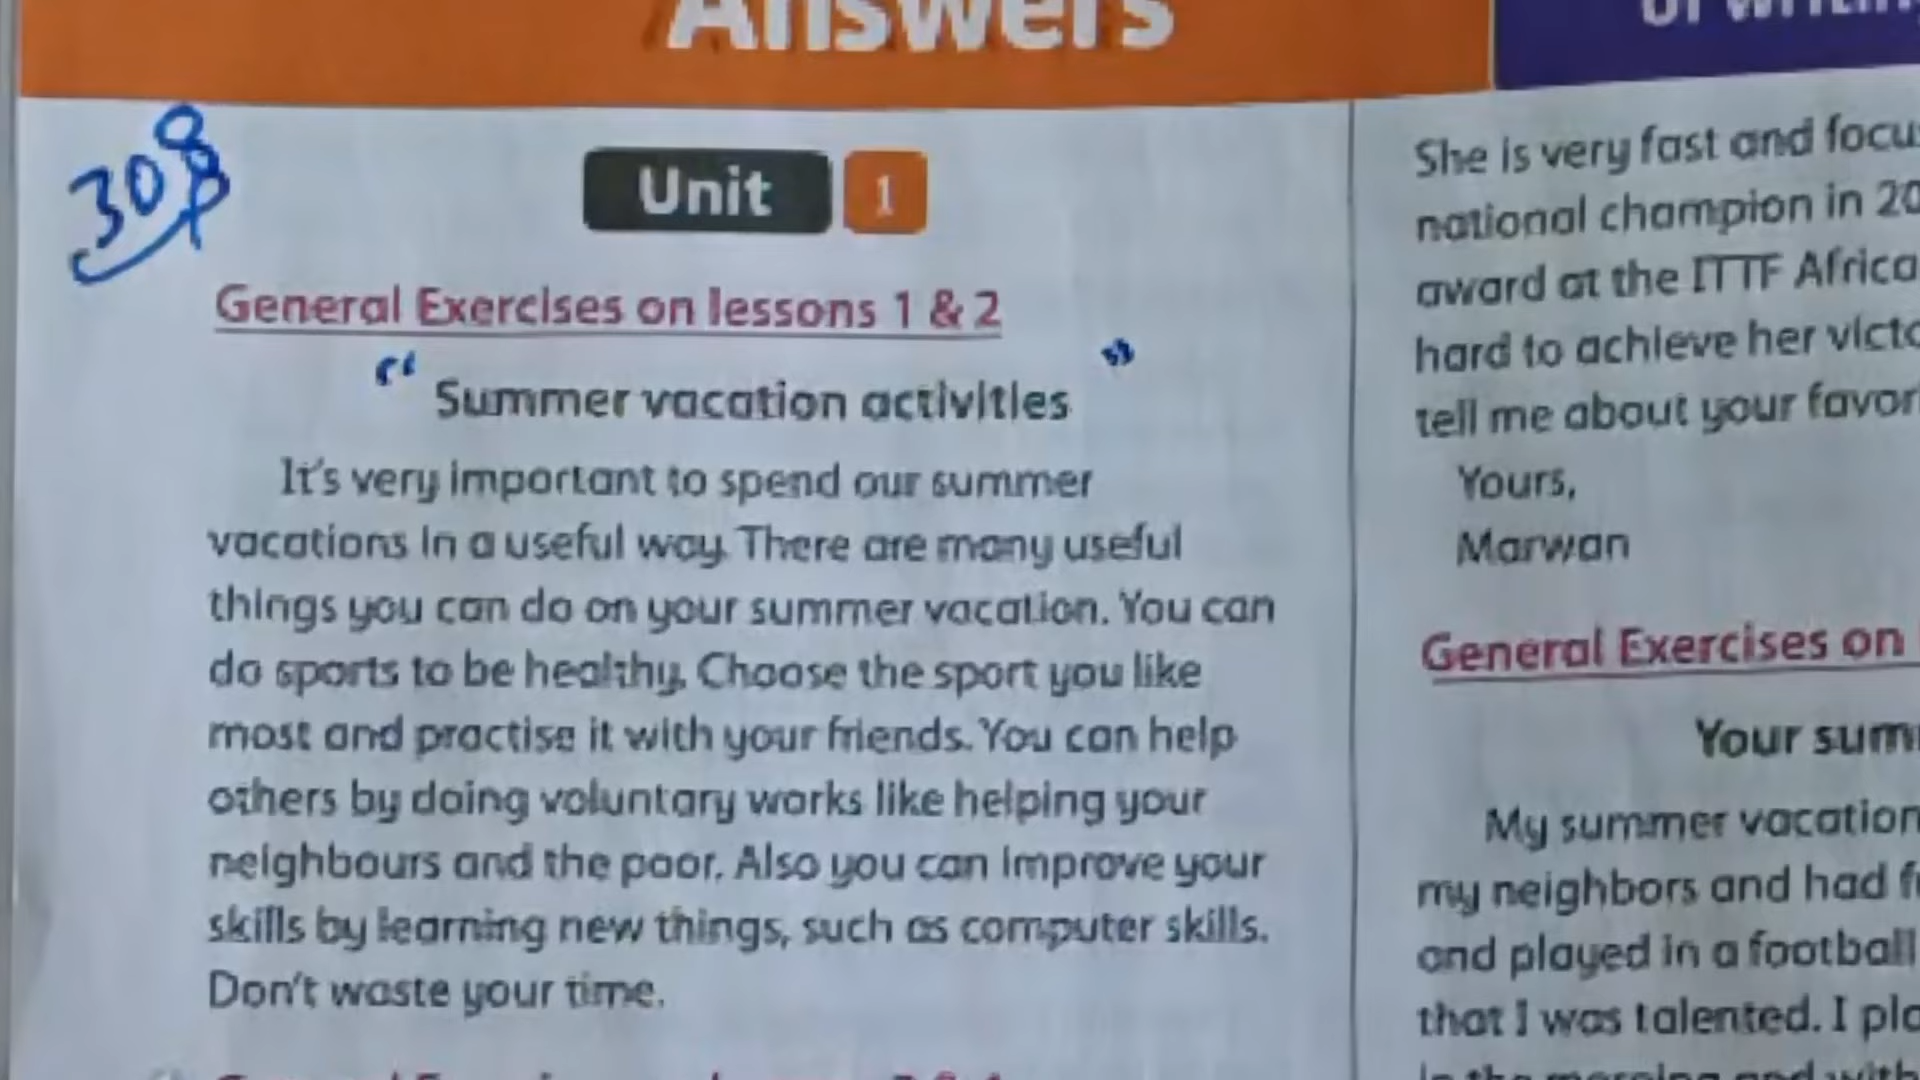 Answers
of writin
308
Unit 1
General Exercises on lessons 1 & 2
" Summer vacation activities "
It's very important to spend our summer
vacations in a useful way. There are many useful
things you can do on your summer vacation. You can
do sports to be healthy. Choose the sport you like
most and practise it with your friends. You can help
others by doing voluntary works like helping your
neighbours and the poor. Also you can improve your
skills by learning new things, such as computer skills.
Don't waste your time.
She is very fast and focu
national champion in 20
award at the ITTF Africa
hard to achieve her victo
tell me about your favor
Yours,
Marwan
General Exercises on
Your sum
My summer vacation
my neighbors and had f
and played in a football
that I was talented. I pla
in the morning and with